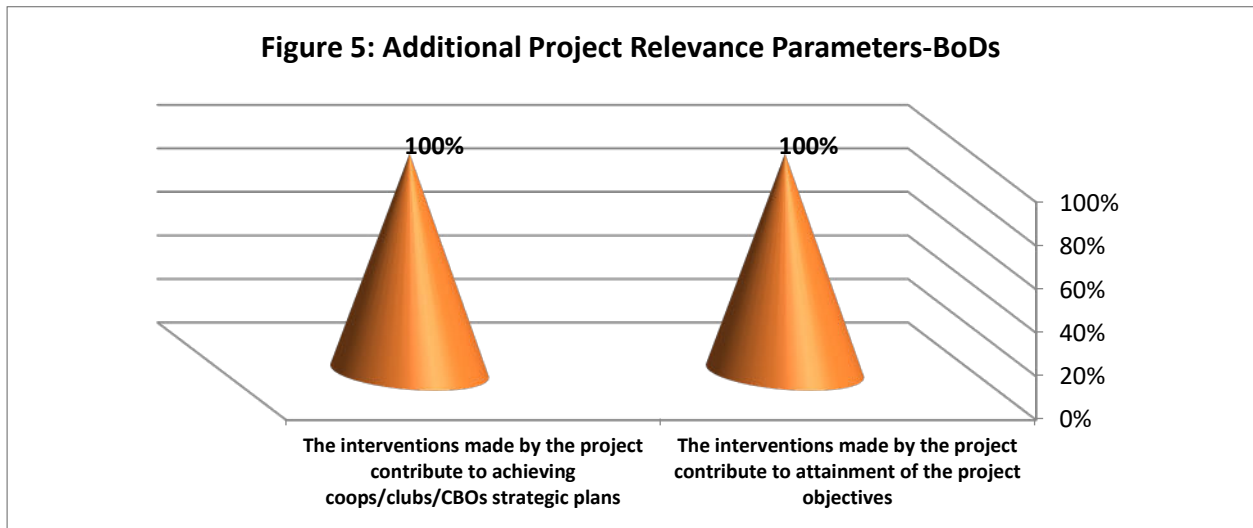 Figure 5: Additional Project Relevance Parameters-BoDs
100%
100%
100%
80%
60%
40%
20%
0%
The interventions made by the project
contribute to achieving
coops/clubs/CBOs strategic plans
The interventions made by the project
contribute to attainment of the project
objectives